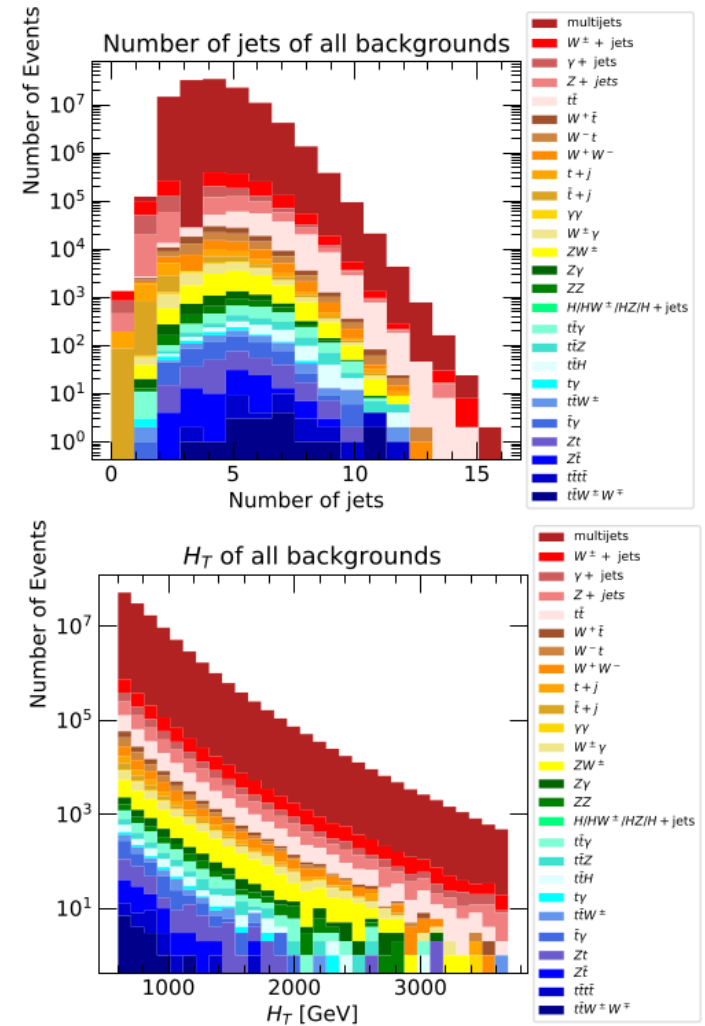 Number of jets of all backgrounds
Number of Events
10⁷
10⁶
10⁵
10⁴
10³
10²
10¹
10⁰
0 5 10 15
Number of jets
multijets
W± + jets
γ + jets
Z + jets
tt̄
W⁺t̄
W⁻t
W⁺W⁻
t + j
t̄ + j
γγ
W±γ
ZW±
Zγ
ZZ
H/HW±/HZ/H + jets
tt̄γ
tt̄Z
tt̄H
tγ
tt̄W±
t̄γ
Zt
Zt̄
tt̄tt̄
tt̄W±W∓
H_T of all backgrounds
Number of Events
10⁷
10⁵
10³
10¹
1000 2000 3000
H_T [GeV]
multijets
W± + jets
γ + jets
Z + jets
tt̄
W⁺t̄
W⁻t
W⁺W⁻
t + j
t̄ + j
γγ
W±γ
ZW±
Zγ
ZZ
H/HW±/HZ/H + jets
tt̄γ
tt̄Z
tt̄H
tγ
tt̄W±
t̄γ
Zt
Zt̄
tt̄tt̄
tt̄W±W∓